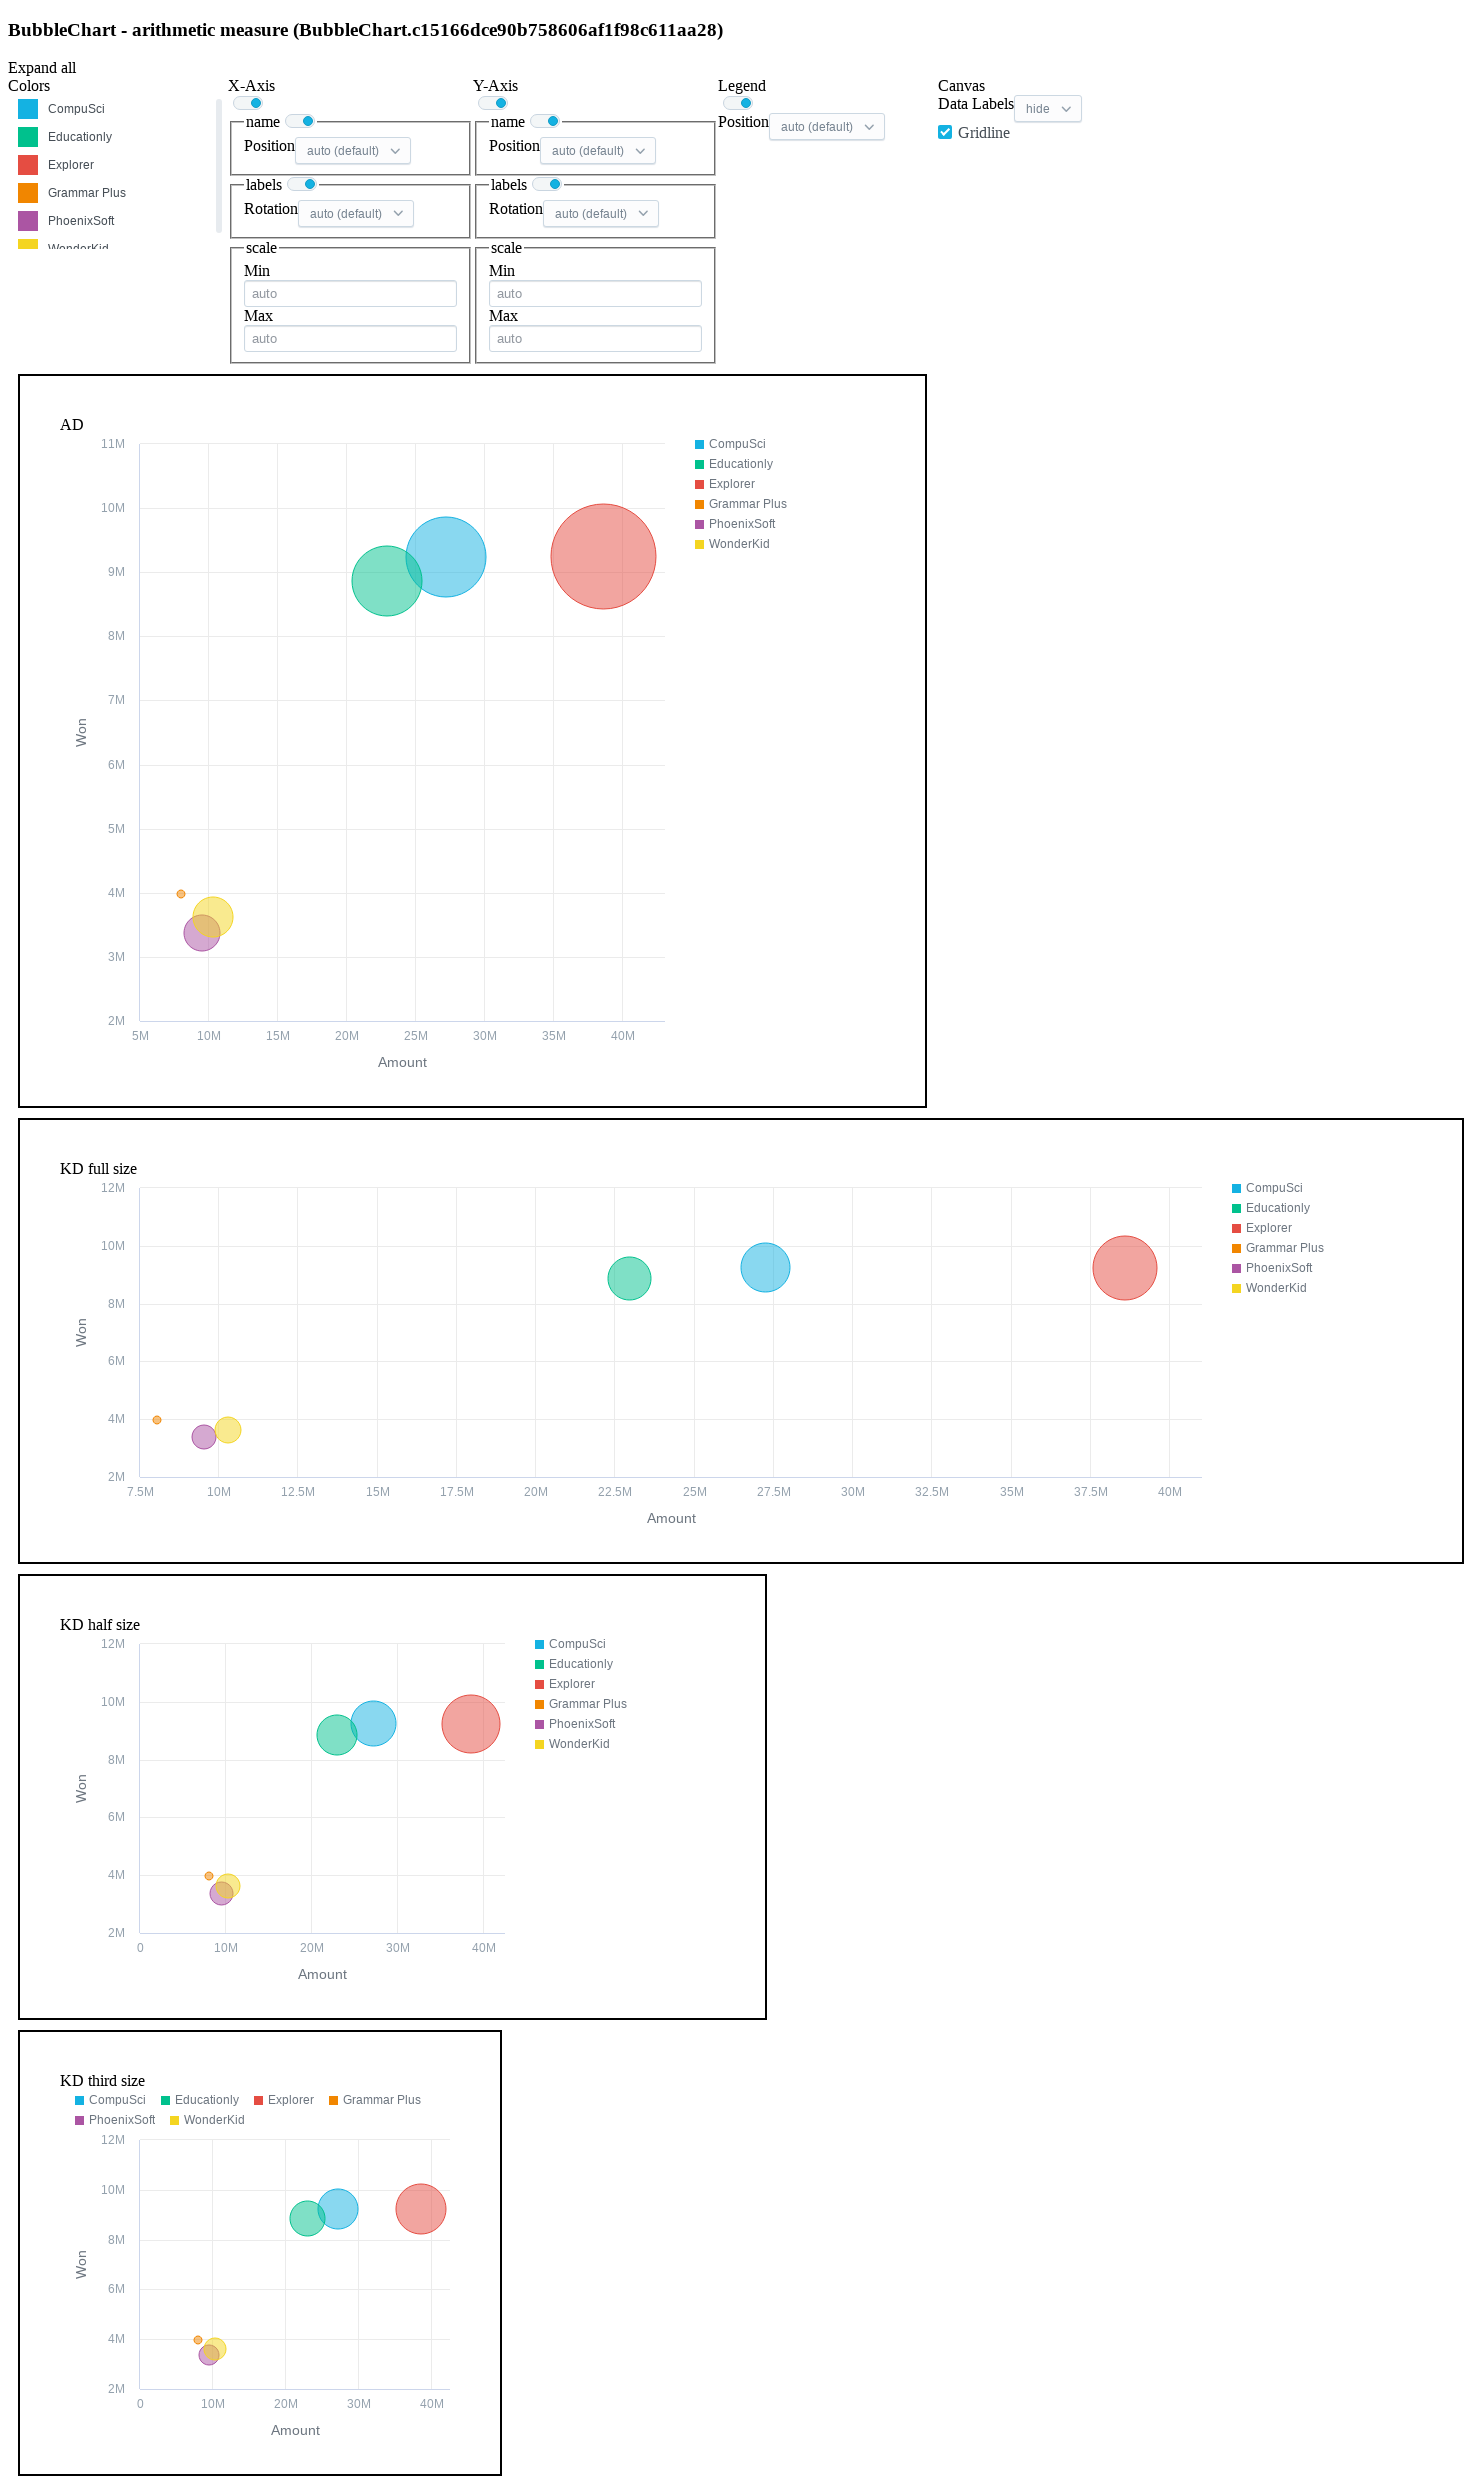 BubbleChart - arithmetic measure (BubbleChart.c15166dce90b758606af1f98c611aa28)
Expand all
Colors
CompuSci
Educationly
Explorer
Grammar Plus
PhoenixSoft
WonderKid
X-Axis
name
Position auto (default)
labels
Rotation auto (default)
scale
Min
auto
Max
auto
Y-Axis
name
Position auto (default)
labels
Rotation auto (default)
scale
Min
auto
Max
auto
Legend
Position auto (default)
Canvas
Data Labels hide
Gridline
AD
11M
10M
9M
8M
7M
6M
5M
4M
3M
2M
Won
5M 10M 15M 20M 25M 30M 35M 40M
Amount
CompuSci
Educationly
Explorer
Grammar Plus
PhoenixSoft
WonderKid
KD full size
12M
10M
8M
6M
4M
2M
Won
7.5M 10M 12.5M 15M 17.5M 20M 22.5M 25M 27.5M 30M 32.5M 35M 37.5M 40M
Amount
CompuSci
Educationly
Explorer
Grammar Plus
PhoenixSoft
WonderKid
KD half size
12M
10M
8M
6M
4M
2M
Won
0 10M 20M 30M 40M
Amount
CompuSci
Educationly
Explorer
Grammar Plus
PhoenixSoft
WonderKid
KD third size
CompuSci Educationly Explorer Grammar Plus
PhoenixSoft WonderKid
12M
10M
8M
6M
4M
2M
Won
0 10M 20M 30M 40M
Amount